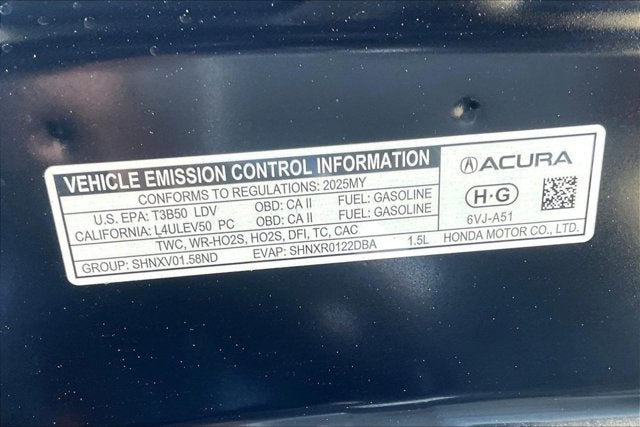 VEHICLE EMISSION CONTROL INFORMATION
CONFORMS TO REGULATIONS: 2025MY
U.S. EPA: T3B50 LDV OBD: CA II FUEL: GASOLINE
CALIFORNIA: L4ULEV50 PC OBD: CA II FUEL: GASOLINE
TWC, WR-HO2S, HO2S, DFI, TC, CAC
GROUP: SHNXV01.58ND EVAP: SHNXR0122DBA 1.5L
ACURA
H·G
6VJ-A51
HONDA MOTOR CO., LTD.